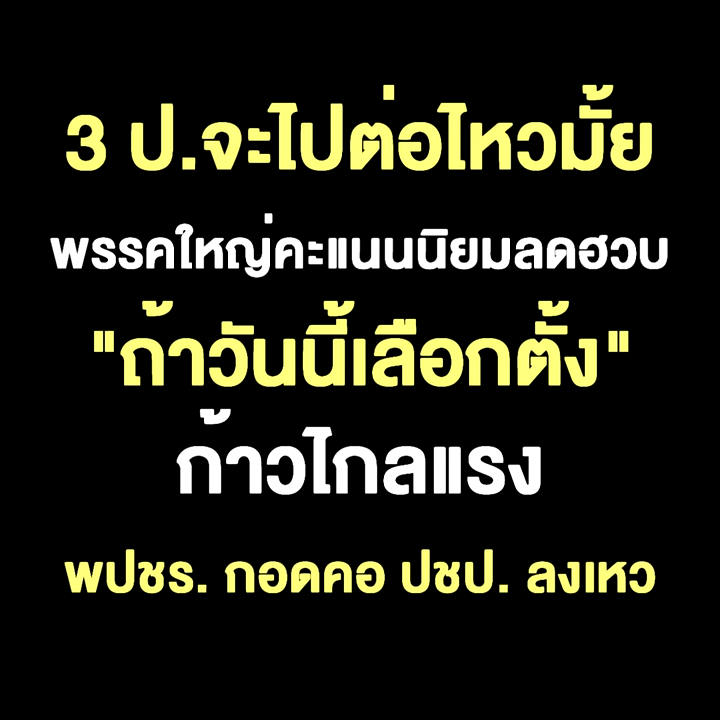 3 ป.จะไปต่อไหวมั้ย
พรรคใหญ่คะแนนนิยมลดฮวบ
"ถ้าวันนี้เลือกตั้ง"
ก้าวไกลแรง
พปชร. กอดคอ ปชป. ลงเหว